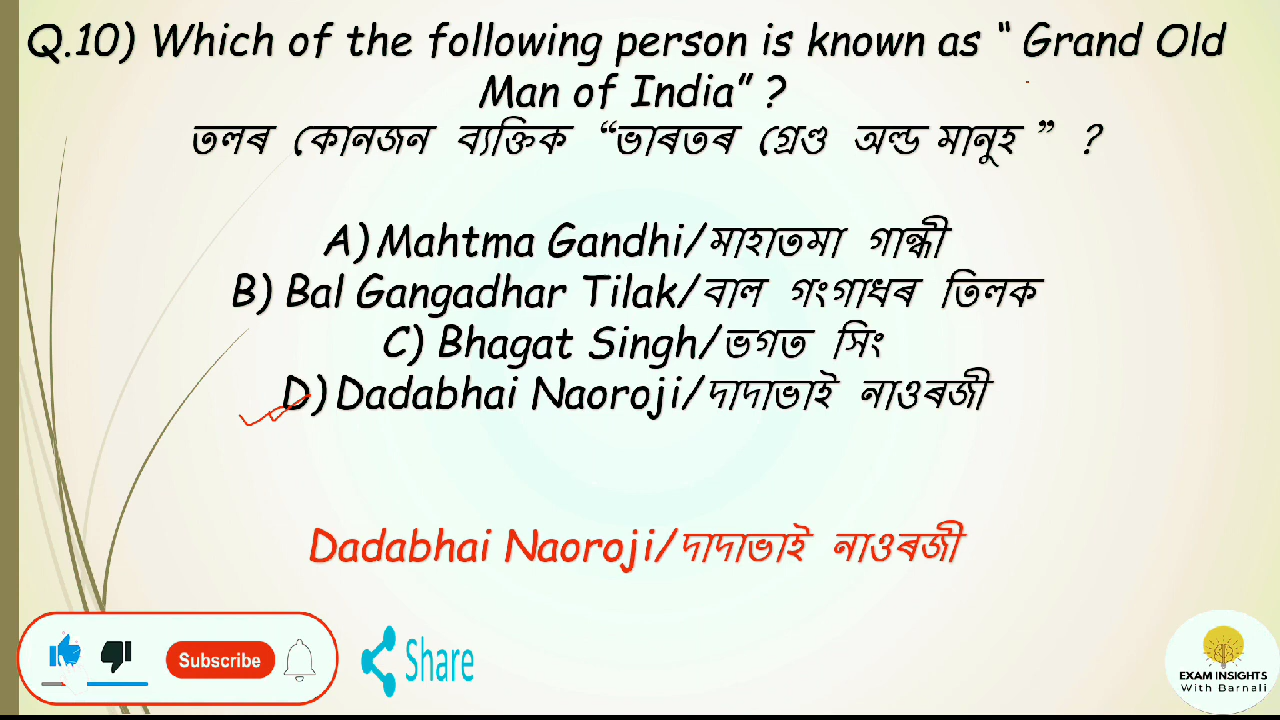 Q.10) Which of the following person is known as “ Grand Old
Man of India” ?
তলৰ কোনজন ব্যক্তিক “ভাৰতৰ গ্ৰেণ্ড অল্ড মানুহ ” ?
A) Mahtma Gandhi/মাহাতমা গান্ধী
B) Bal Gangadhar Tilak/বাল গংগাধৰ তিলক
C) Bhagat Singh/ভগত সিং
D) Dadabhai Naoroji/দাদাভাই নাওৰজী
Dadabhai Naoroji/দাদাভাই নাওৰজী
Subscribe
Share
EXAM INSIGHTS
With Barnali